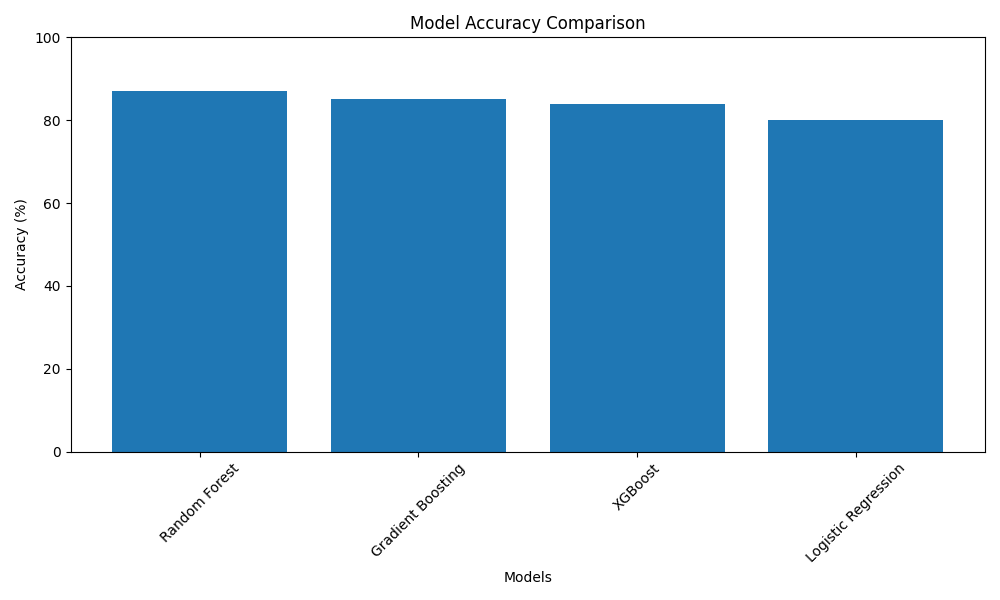 Model Accuracy Comparison
Accuracy (%)
100
80
60
40
20
0
Random Forest
Gradient Boosting
XGBoost
Logistic Regression
Models